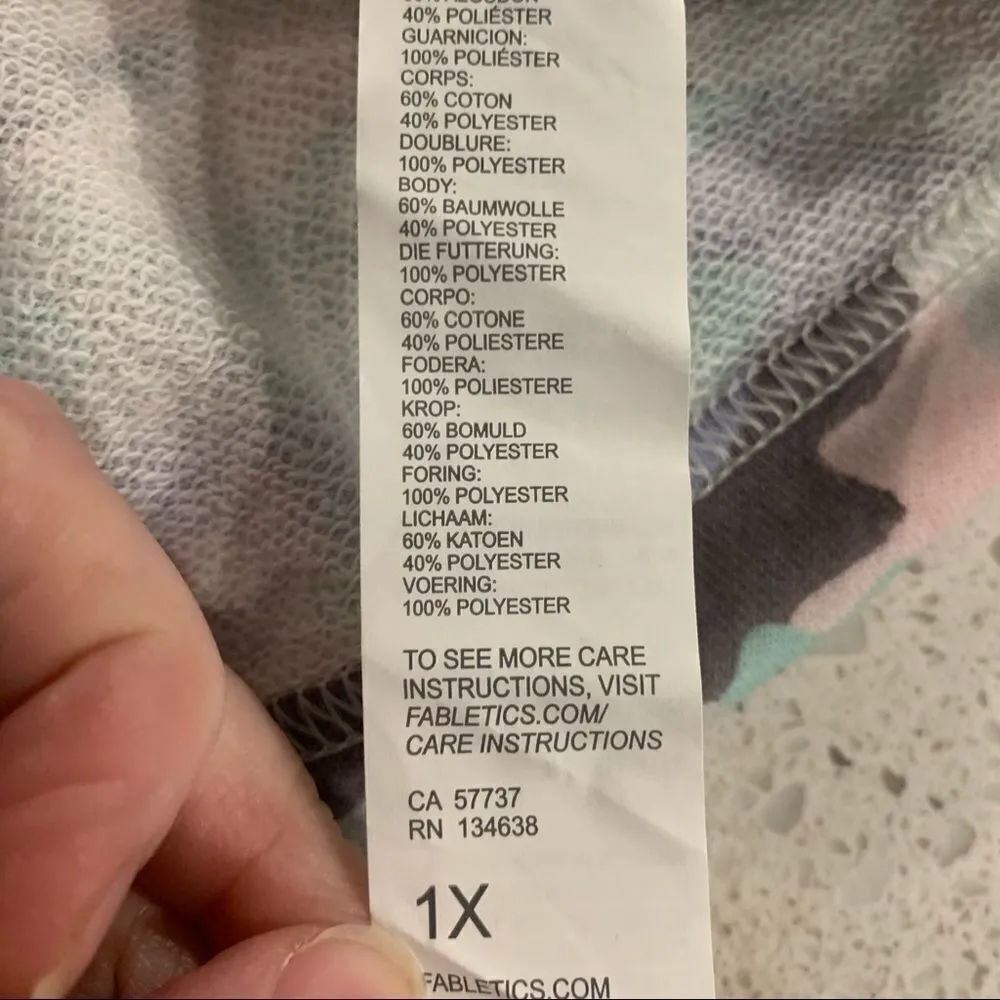 40% POLIÉSTER
GUARNICION:
100% POLIÉSTER
CORPS:
60% COTON
40% POLYESTER
DOUBLURE:
100% POLYESTER
BODY:
60% BAUMWOLLE
40% POLYESTER
DIE FUTTERUNG:
100% POLYESTER
CORPO:
60% COTONE
40% POLIESTERE
FODERA:
100% POLIESTERE
KROP:
60% BOMULD
40% POLYESTER
FORING:
100% POLYESTER
LICHAAM:
60% KATOEN
40% POLYESTER
VOERING:
100% POLYESTER
TO SEE MORE CARE
INSTRUCTIONS, VISIT
FABLETICS.COM/
CARE INSTRUCTIONS
CA 57737
RN 134638
1X
FABLETICS.COM